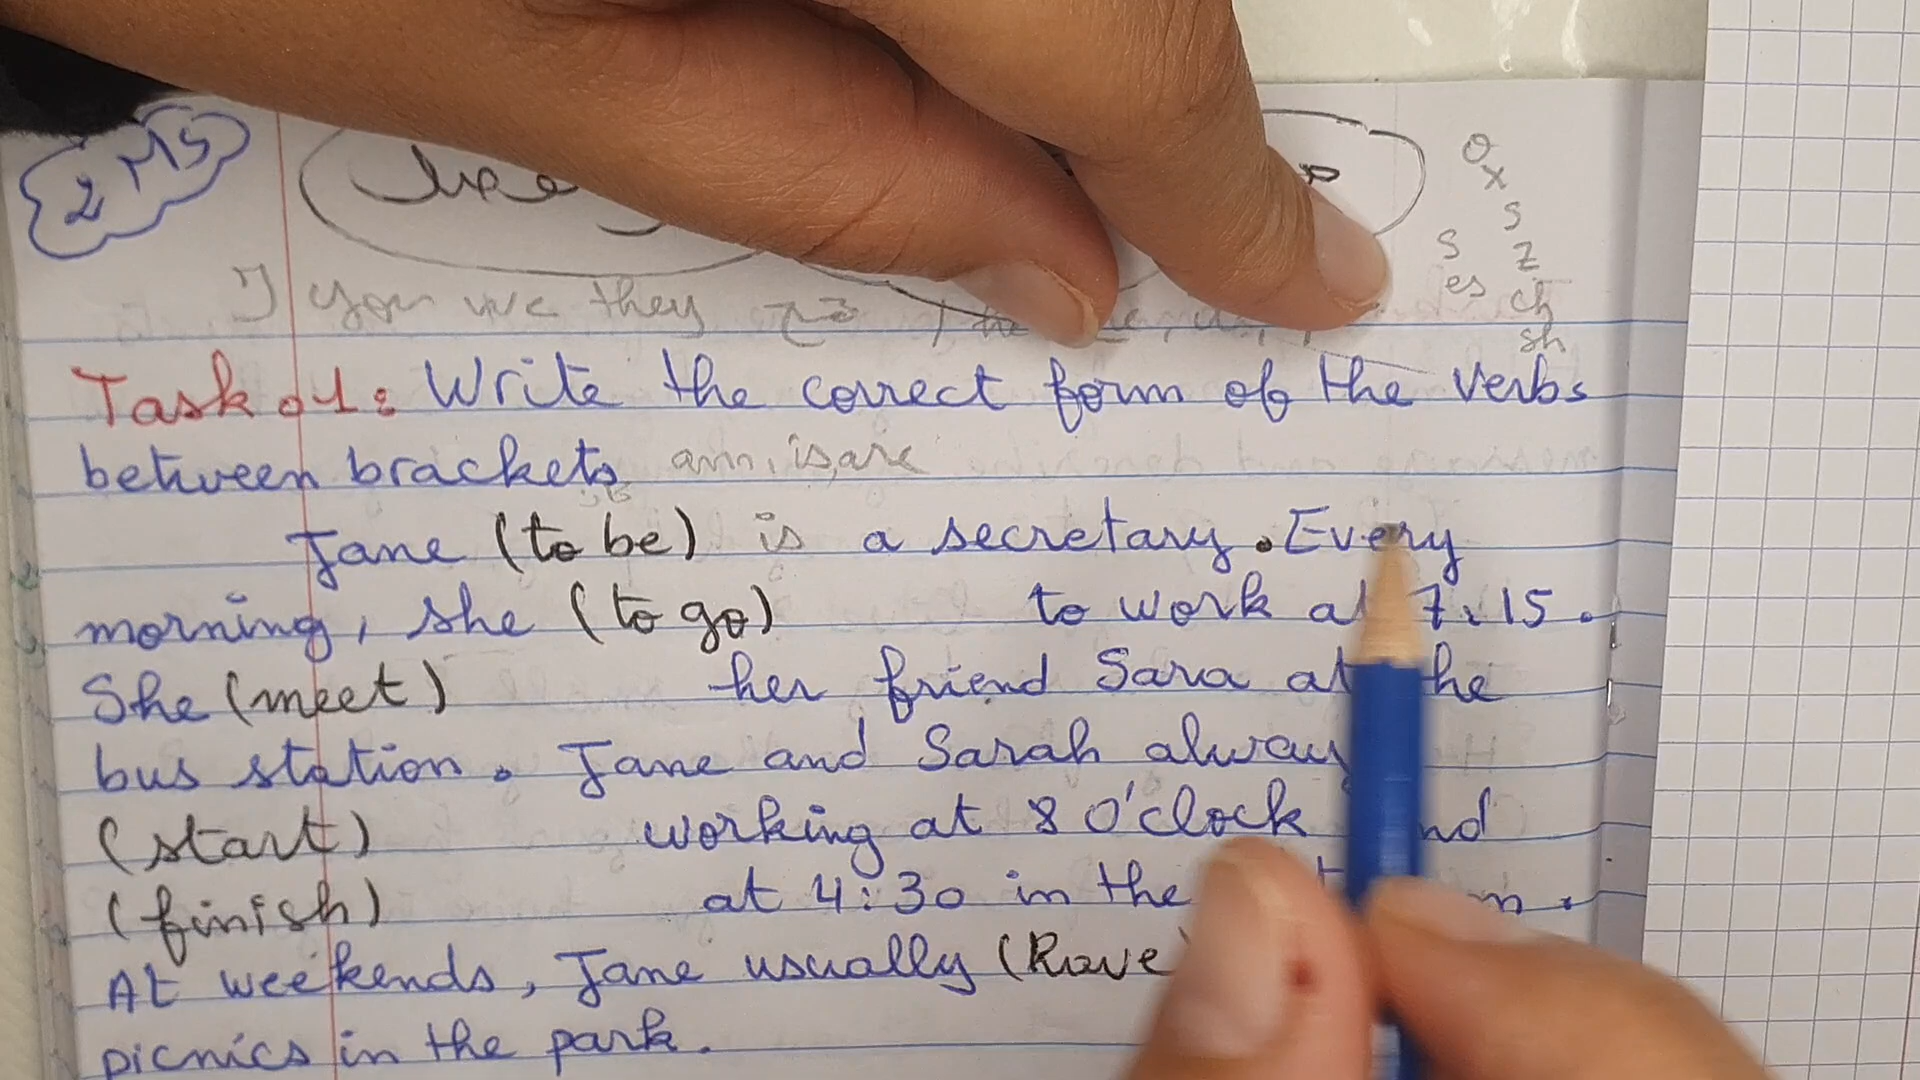 2 MS
I you we they
O
x
s
s z
es ch
sh
Task 01: Write the correct form of the verbs
between brackets am, is, are
Jane (to be) is a secretary. Every
morning, she (to go) to work at 7:15.
She (meet) her friend Sara at the
bus station. Jane and Sarah always
(start) working at 8 O'clock and
(finish) at 4:30 in the
At weekends, Jane usually (have)
picnics in the park.